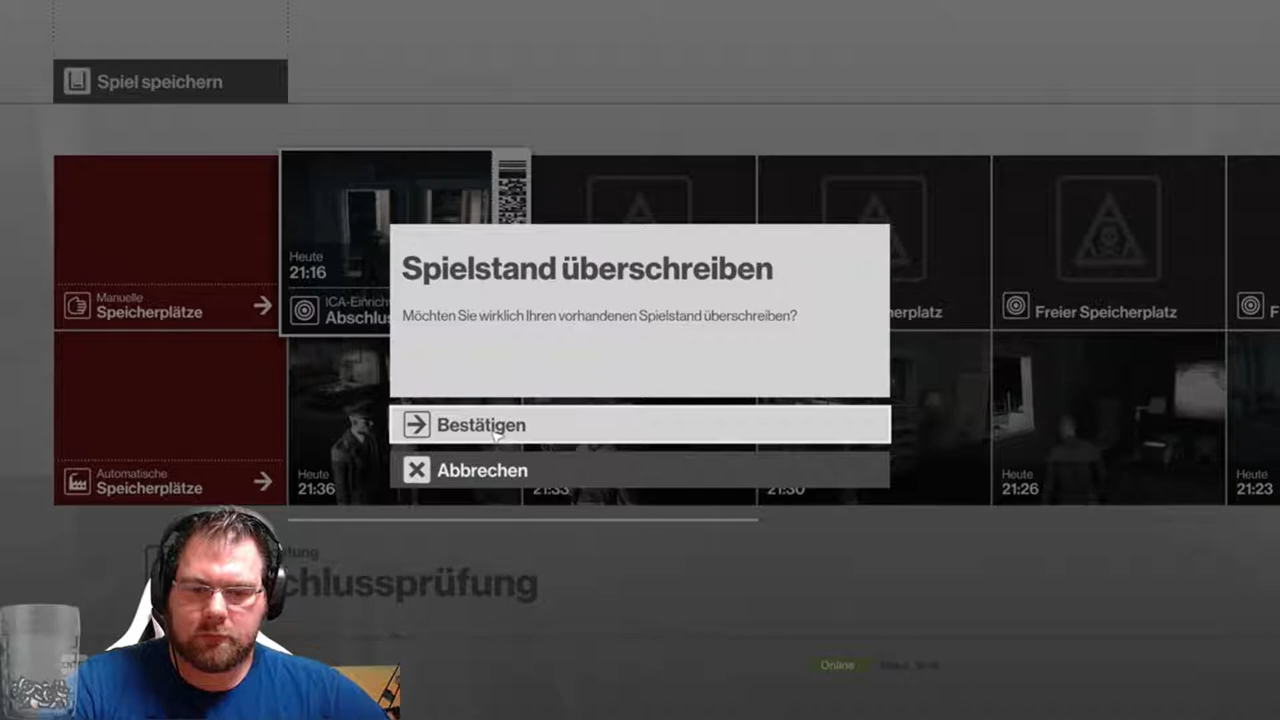 Spiel speichern
Heute
21:16
Manuelle
Speicherplätze
ICA-Einrich
Abschlus
Spielstand überschreiben
Möchten Sie wirklich Ihren vorhandenen Spielstand überschreiben?
erplatz
Freier Speicherplatz
F
Bestätigen
Abbrechen
Automatische
Speicherplätze
Heute
21:36
21:33
21:30
Heute
21:26
Heute
21:23
tung
chlussprüfung
Online